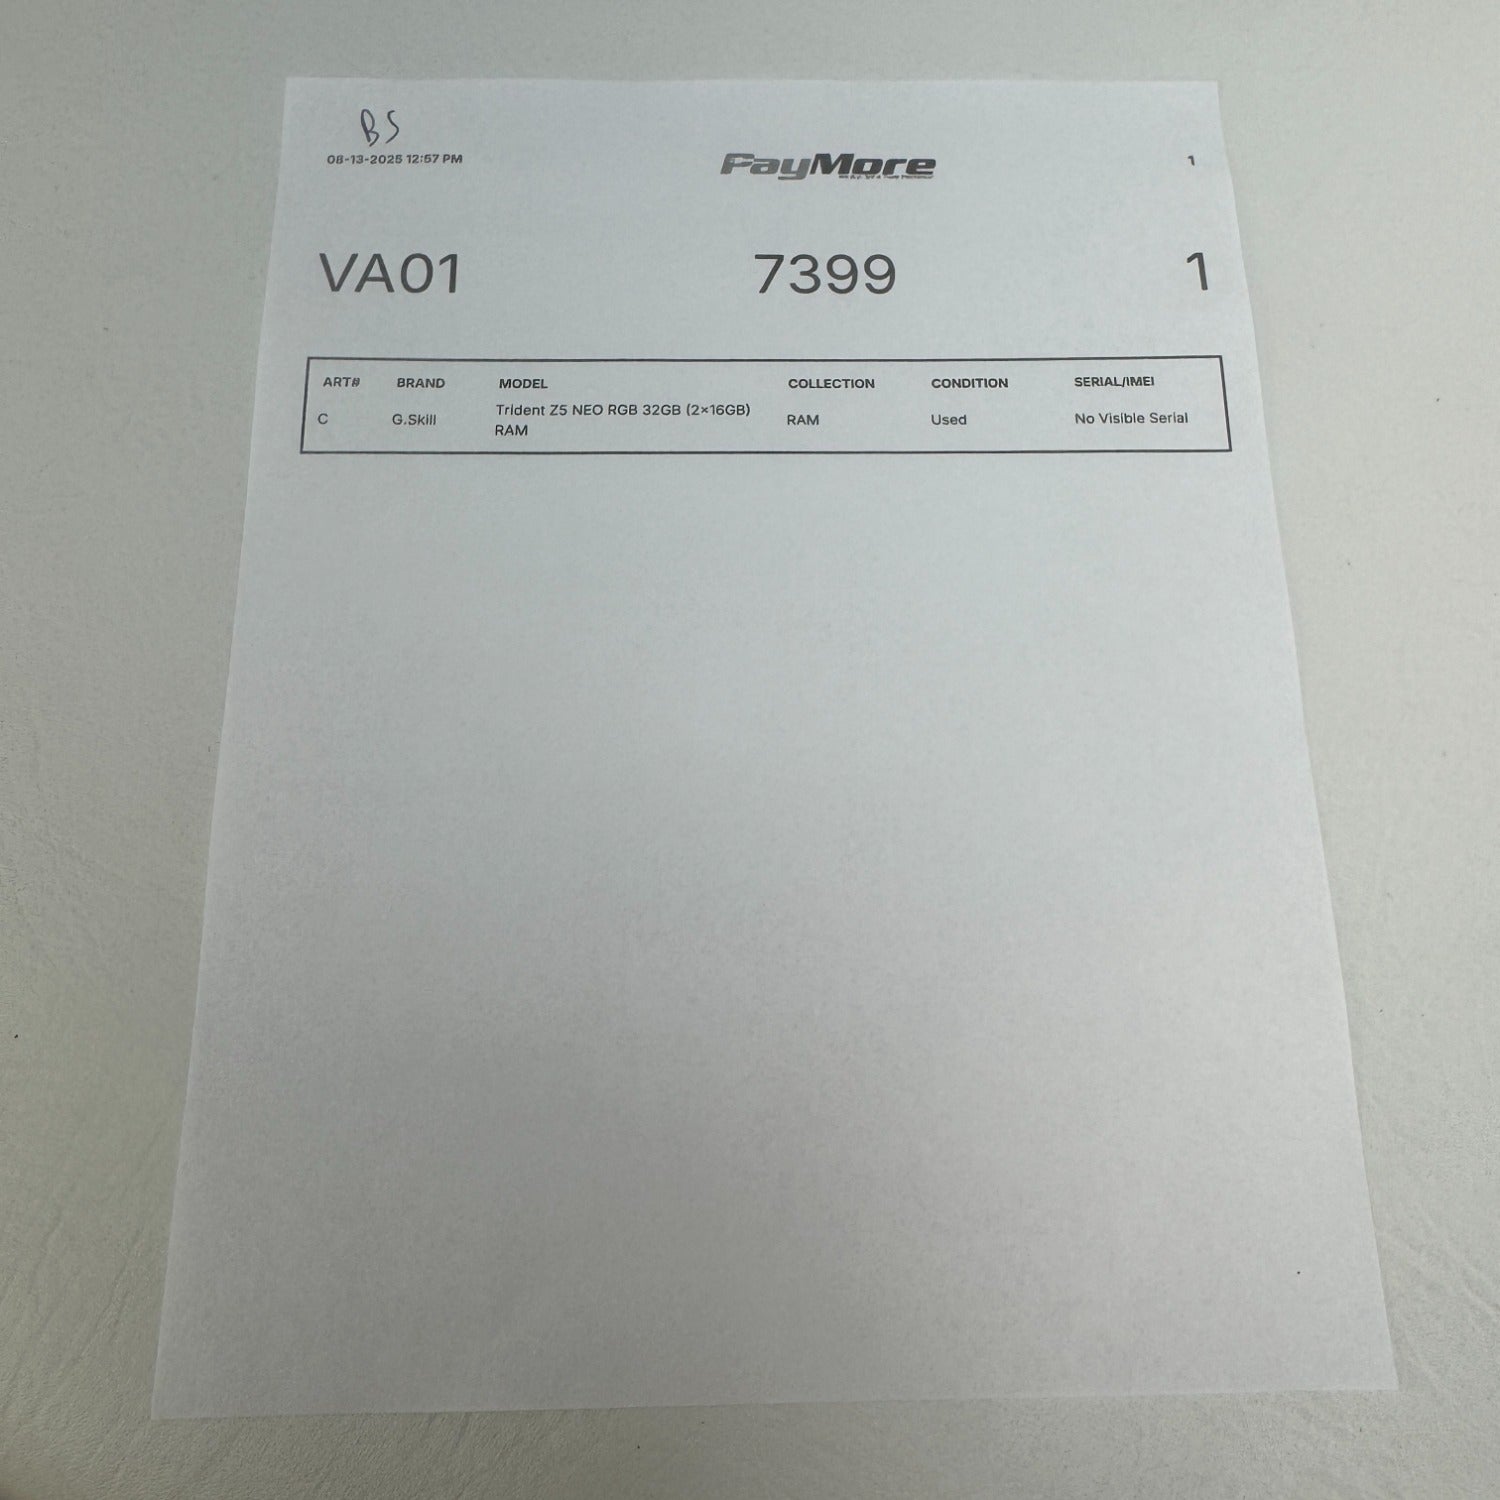 BS
08-13-2025 12:57 PM
PayMore
1
VA01 7399 1
ART# BRAND MODEL COLLECTION CONDITION SERIAL/IMEI
C G.Skill Trident Z5 NEO RGB 32GB (2×16GB) RAM Used No Visible Serial
RAM